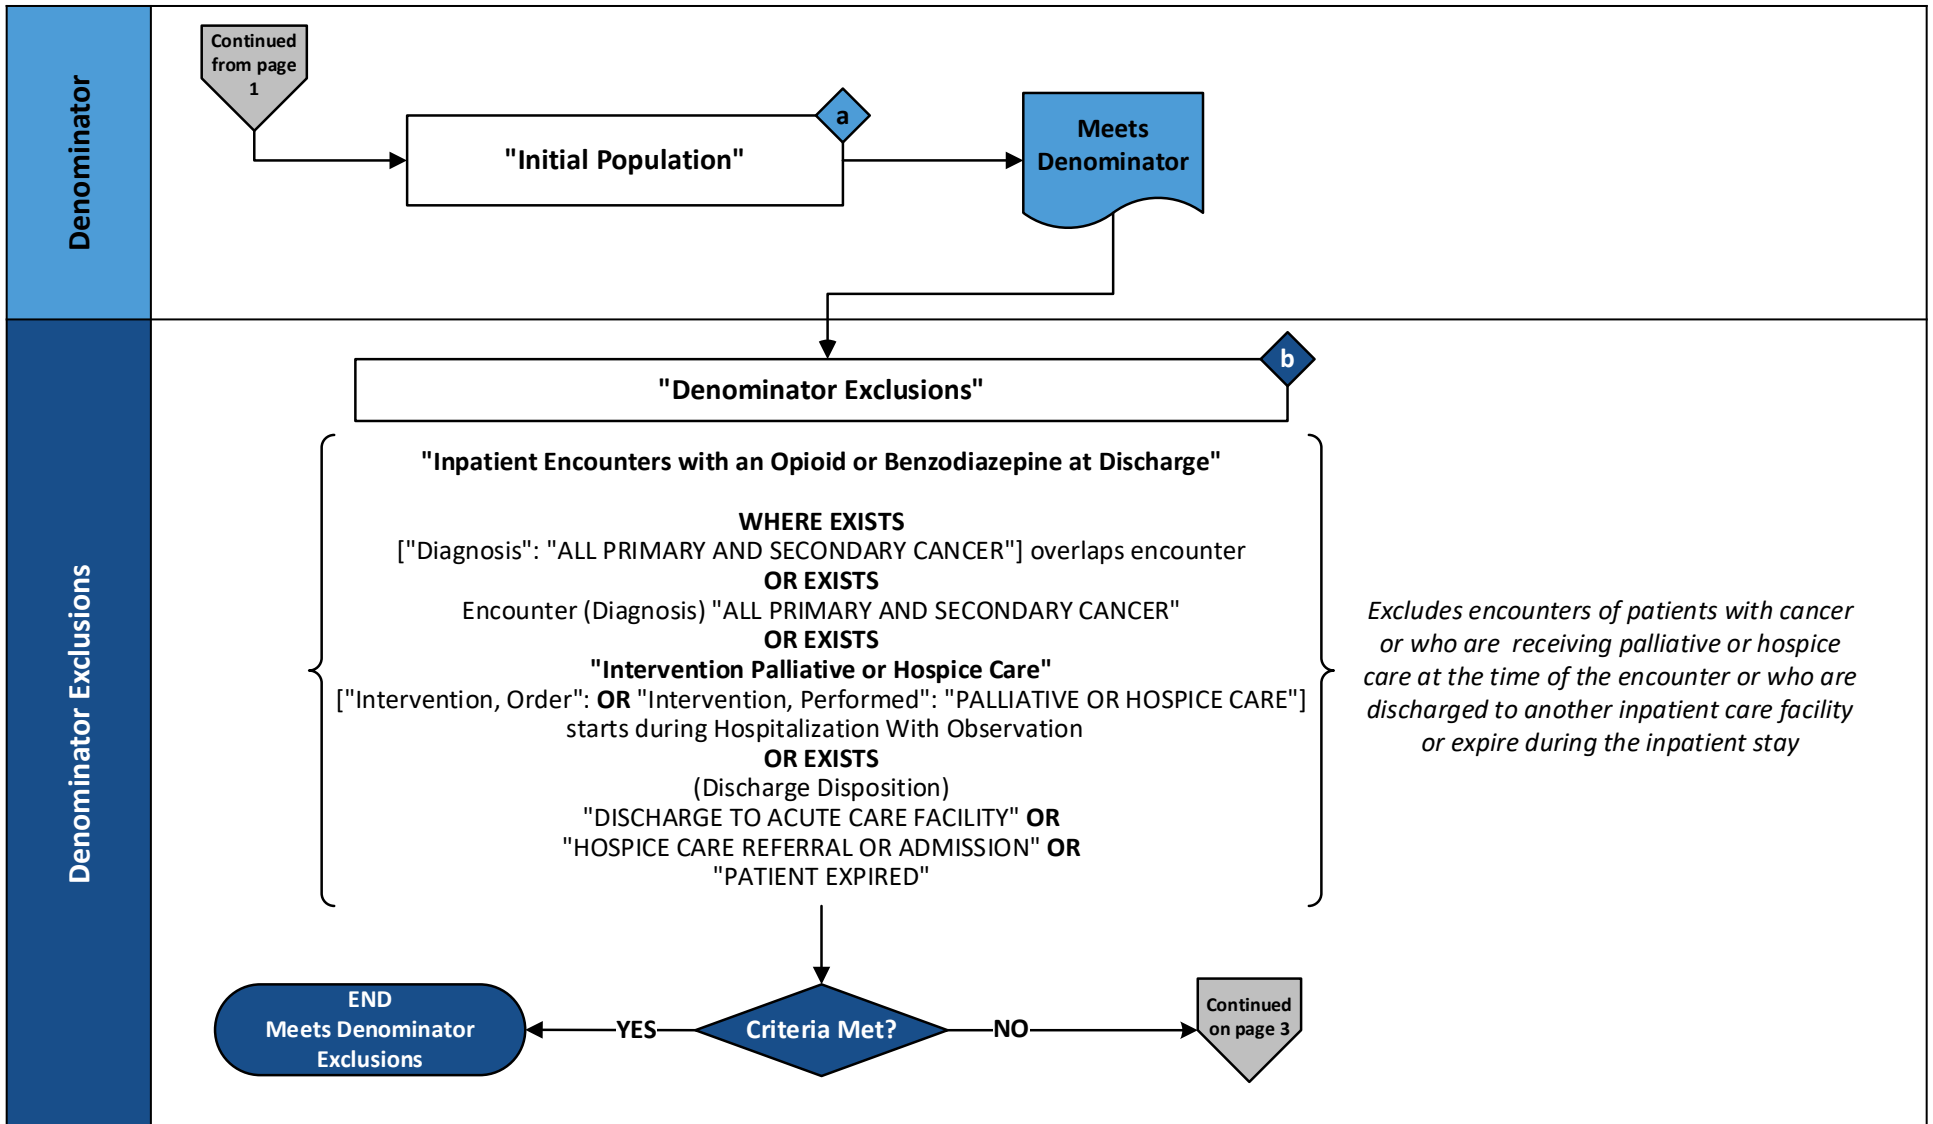 Denominator
Continued
from page
1
"Initial Population"
a
Meets
Denominator
Denominator Exclusions
"Denominator Exclusions"
b
"Inpatient Encounters with an Opioid or Benzodiazepine at Discharge"
WHERE EXISTS
["Diagnosis": "ALL PRIMARY AND SECONDARY CANCER"] overlaps encounter
OR EXISTS
Encounter (Diagnosis) "ALL PRIMARY AND SECONDARY CANCER"
OR EXISTS
"Intervention Palliative or Hospice Care"
["Intervention, Order": OR "Intervention, Performed": "PALLIATIVE OR HOSPICE CARE"]
starts during Hospitalization With Observation
OR EXISTS
(Discharge Disposition)
"DISCHARGE TO ACUTE CARE FACILITY" OR
"HOSPICE CARE REFERRAL OR ADMISSION" OR
"PATIENT EXPIRED"
Excludes encounters of patients with cancer
or who are  receiving palliative or hospice
care at the time of the encounter or who are
discharged to another inpatient care facility
or expire during the inpatient stay
END
Meets Denominator
Exclusions
YES
Criteria Met?
NO
Continued
on page 3